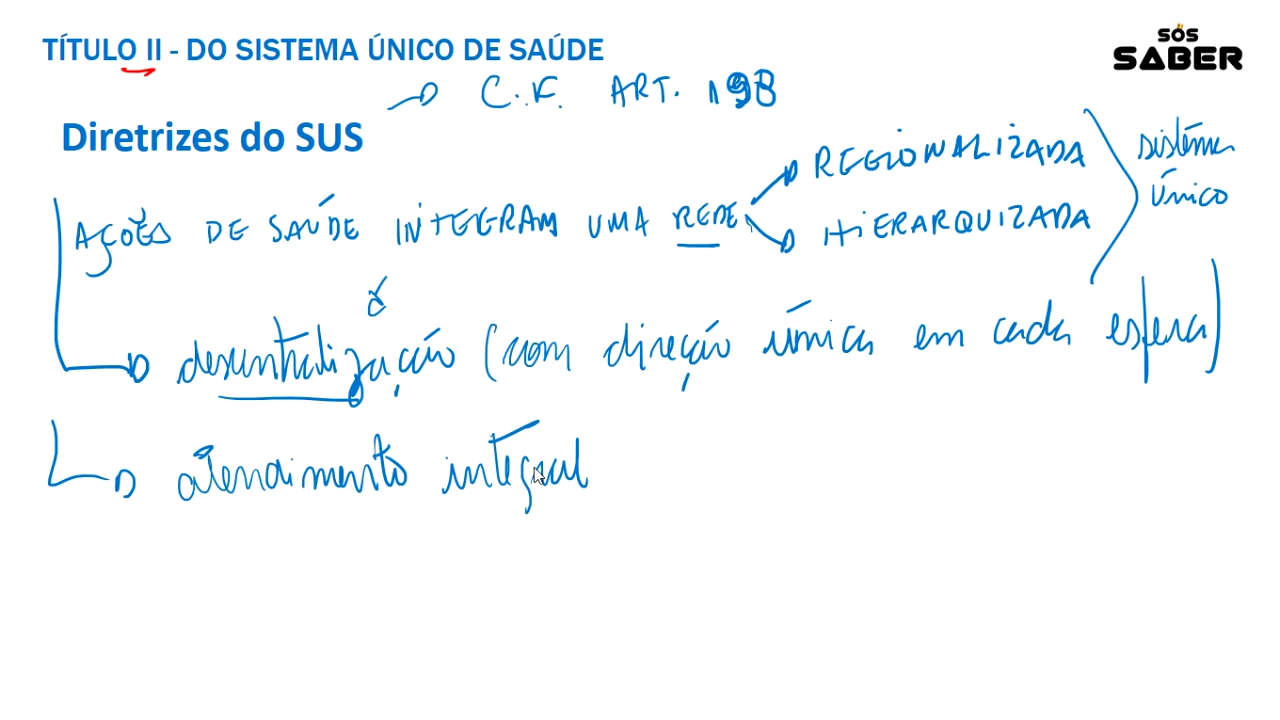 TÍTULO II - DO SISTEMA ÚNICO DE SAÚDE
SÓS
SABER
C.F. ART. 198
Diretrizes do SUS
AÇÕES DE SAÚDE INTEGRAM UMA REDE
REGIONALIZADA
HIERARQUIZADA
sistema
único
descentralização (com direção única em cada esfera)
atendimento integral